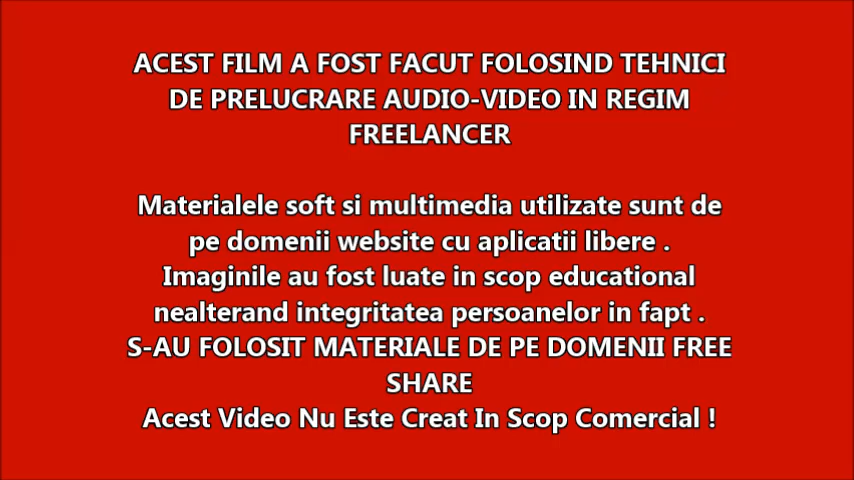 ACEST FILM A FOST FACUT FOLOSIND TEHNICI
DE PRELUCRARE AUDIO-VIDEO IN REGIM
FREELANCER
Materialele soft si multimedia utilizate sunt de
pe domenii website cu aplicatii libere .
Imaginile au fost luate in scop educational
nealterand integritatea persoanelor in fapt .
S-AU FOLOSIT MATERIALE DE PE DOMENII FREE
SHARE
Acest Video Nu Este Creat In Scop Comercial !